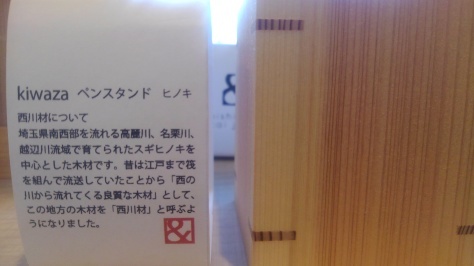 kiwaza ペンスタンド ヒノキ
西川材について
埼玉県南西部を流れる高麗川、名栗川、
越辺川流域で育てられたスギヒノキを
中心とした木材です。昔は江戸まで筏
を組んで流送していたことから「西の
川から流れてくる良質な木材」として、
この地方の木材を「西川材」と呼ぶよ
うになりました。
&
&